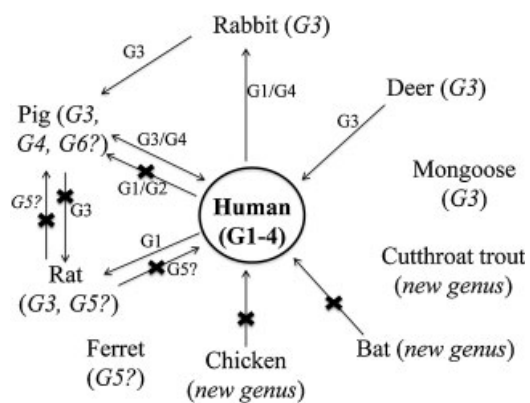 Rabbit (G3)
G3
G1/G4
Deer (G3)
G3
Pig (G3,
G4, G6?)
G3/G4
G1/G2
Mongoose
(G3)
Human
(G1-4)
G5?
G3
G1
G5?
Rat
(G3, G5?)
Cutthroat trout
(new genus)
Ferret
(G5?)
Chicken
(new genus)
Bat (new genus)